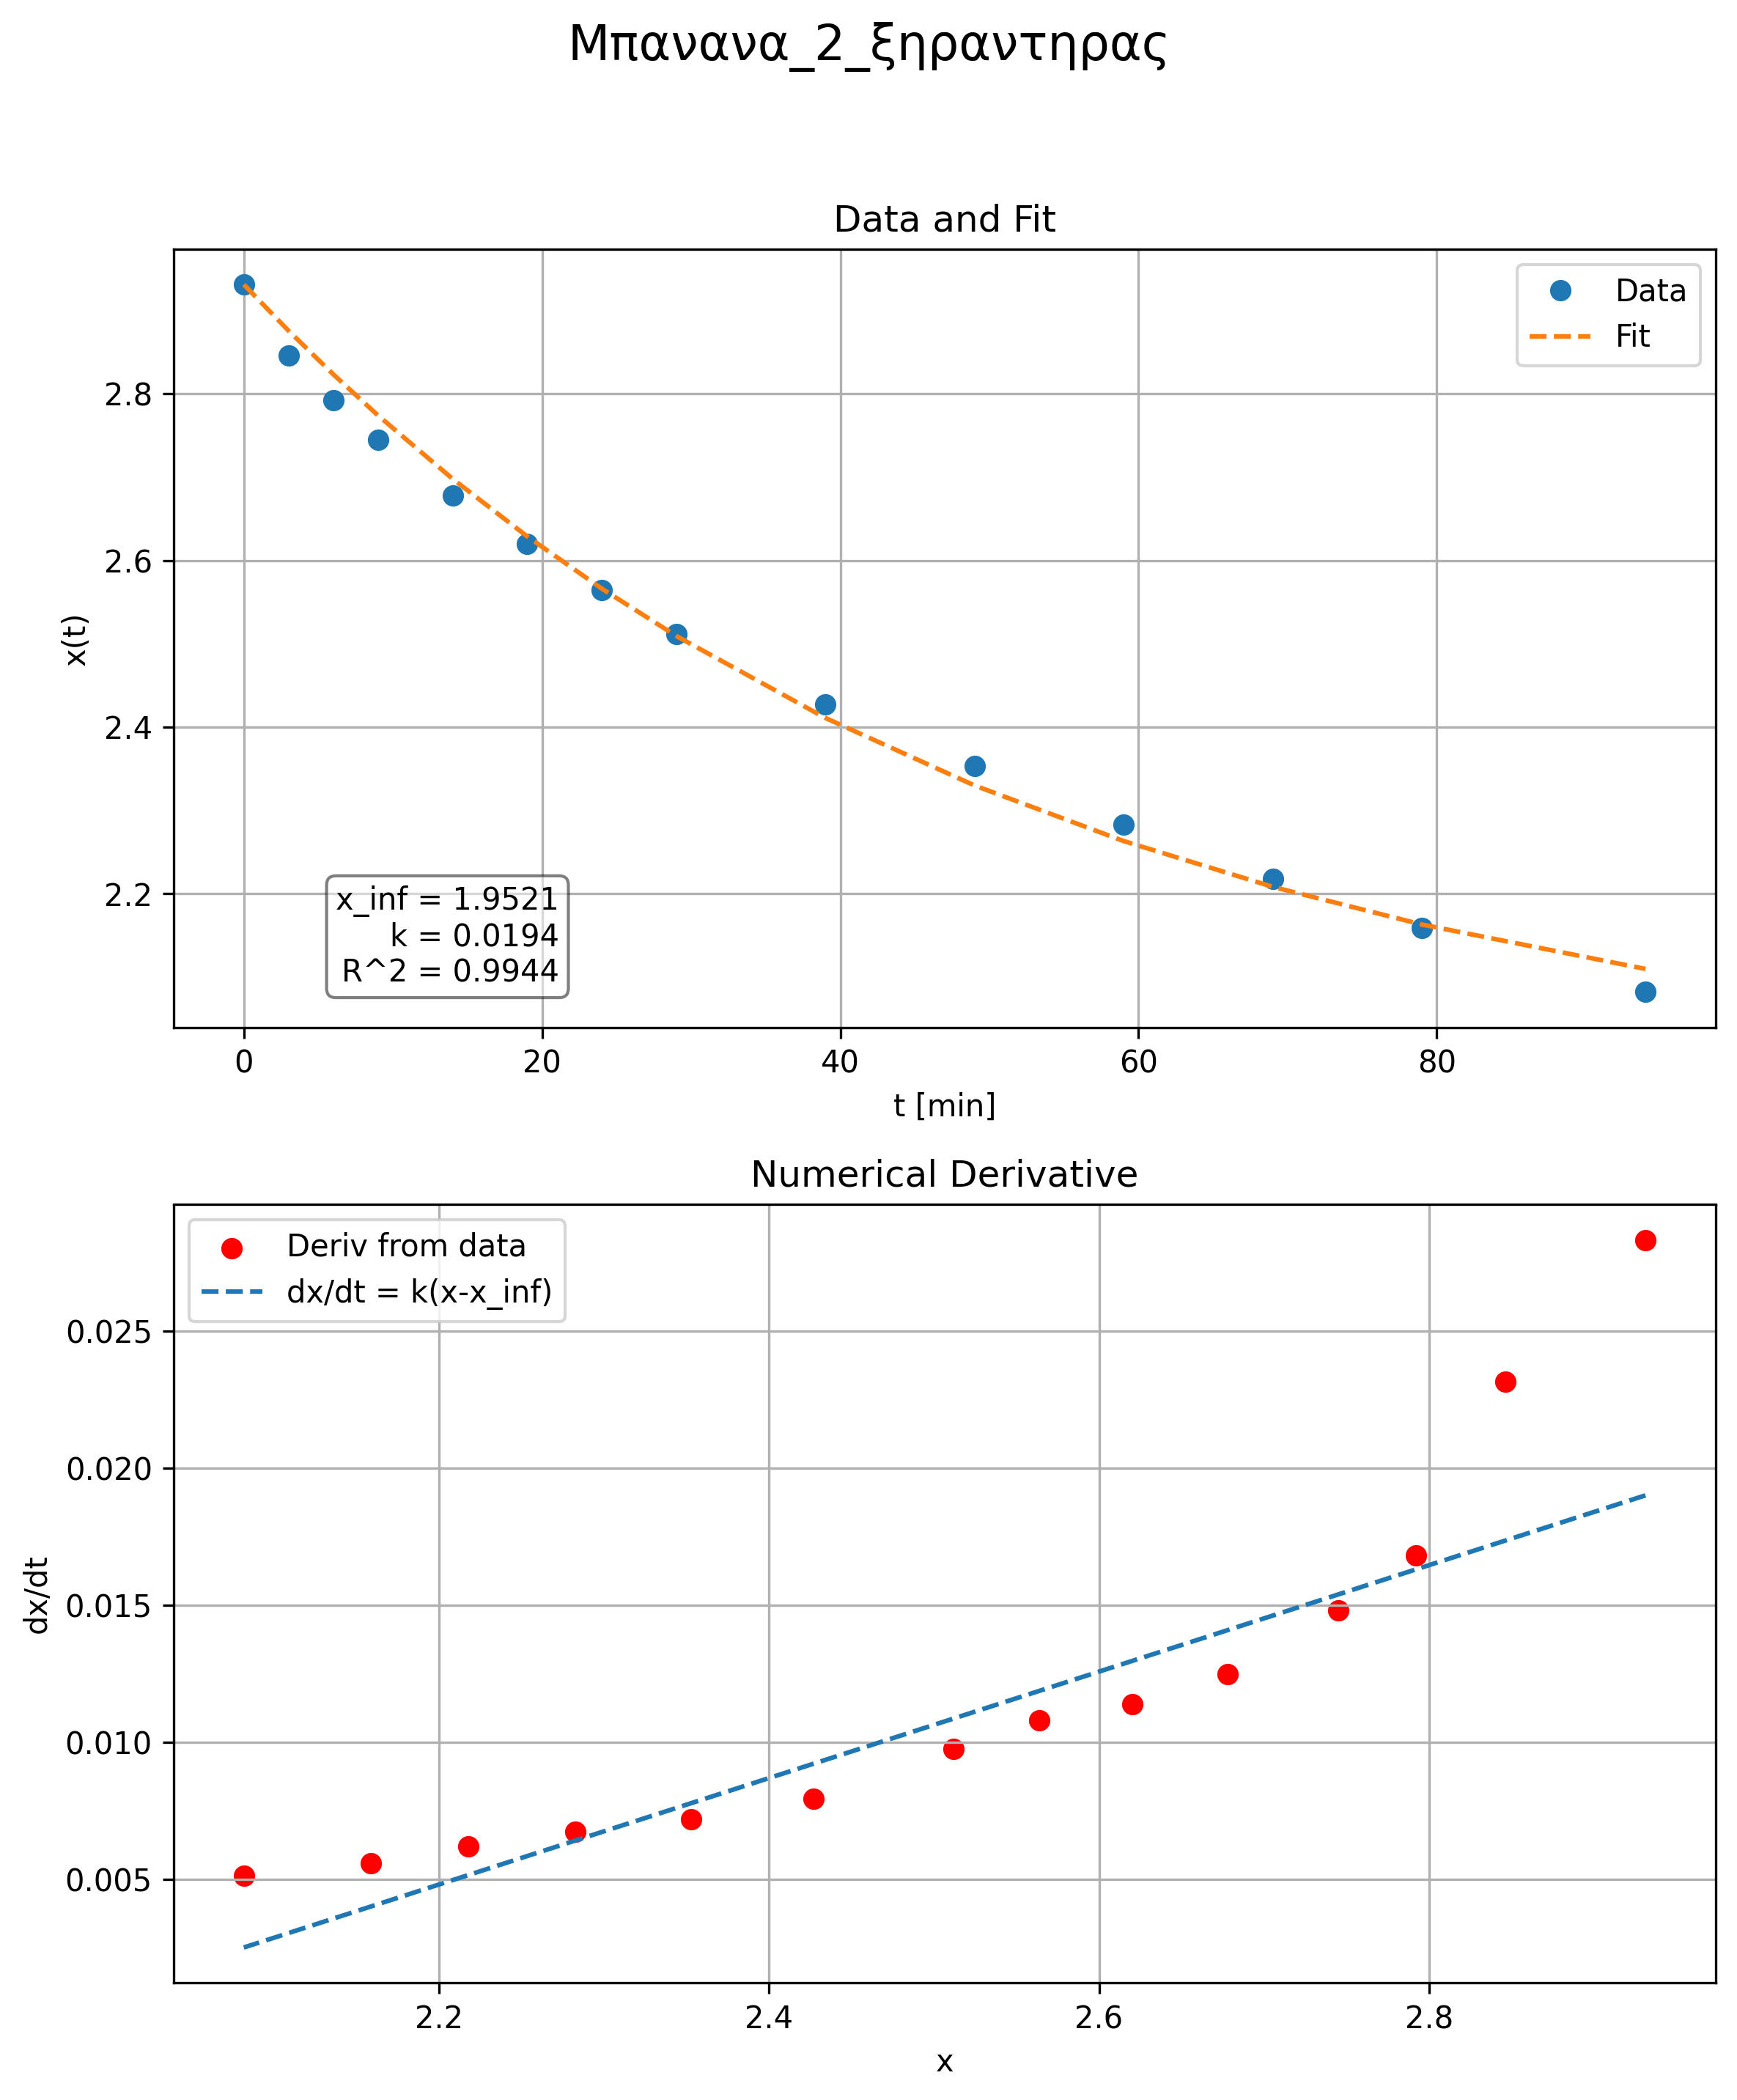 Μπανανα_2_ξηραντηρας
Data and Fit
Data
Fit
x(t)
2.8
2.6
2.4
2.2
x_inf = 1.9521
k = 0.0194
R^2 = 0.9944
0 20 40 60 80
t [min]
Numerical Derivative
Deriv from data
dx/dt = k(x-x_inf)
dx/dt
0.025
0.020
0.015
0.010
0.005
2.2 2.4 2.6 2.8
x